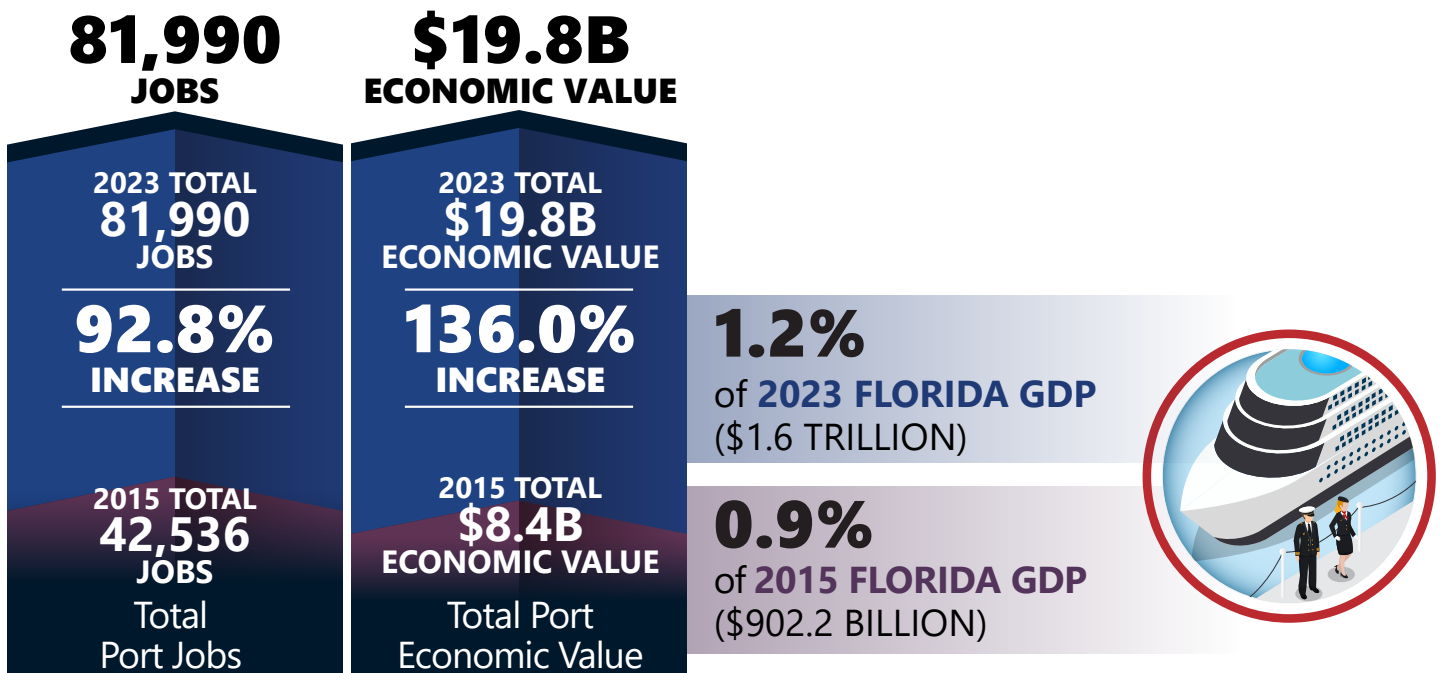 81,990
JOBS
2023 TOTAL
81,990
JOBS
92.8%
INCREASE
2015 TOTAL
42,536
JOBS
Total
Port Jobs
$19.8B
ECONOMIC VALUE
2023 TOTAL
$19.8B
ECONOMIC VALUE
136.0%
INCREASE
2015 TOTAL
$8.4B
ECONOMIC VALUE
Total Port
Economic Value
1.2%
of 2023 FLORIDA GDP
($1.6 TRILLION)
0.9%
of 2015 FLORIDA GDP
($902.2 BILLION)